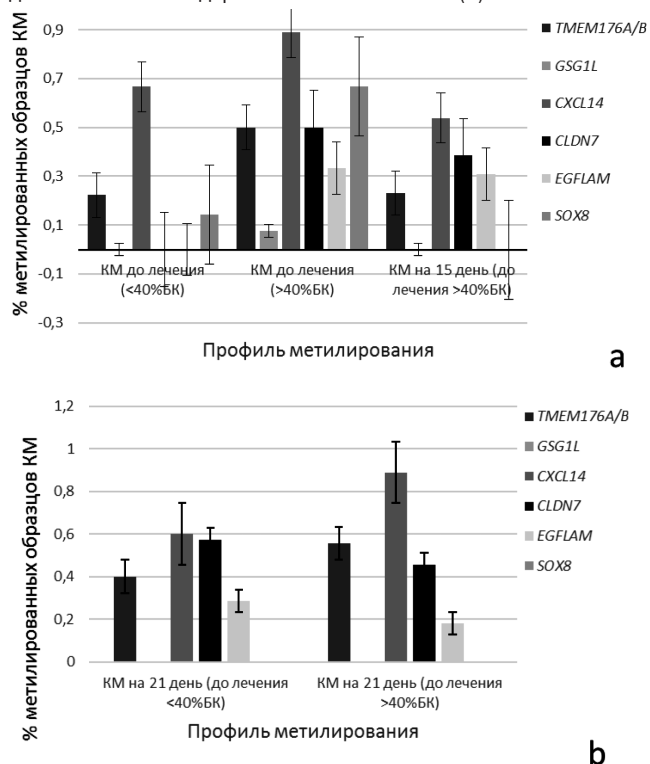 % метилированных образцов КМ
0,9
0,7
0,5
0,3
0,1
-0,1
-0,3
КМ до лечения
(<40%БК)
КМ до лечения
(>40%БК)
КМ на 15 день (до
лечения >40%БК)
Профиль метилирования
TMEM176A/B
GSG1L
CXCL14
CLDN7
EGFLAM
SOX8
a
% метилированных образцов КМ
1,2
1
0,8
0,6
0,4
0,2
0
КМ на 21 день (до лечения
<40%БК)
КМ на 21 день (до лечения
>40%БК)
Профиль метилирования
TMEM176A/B
GSG1L
CXCL14
CLDN7
EGFLAM
SOX8
b